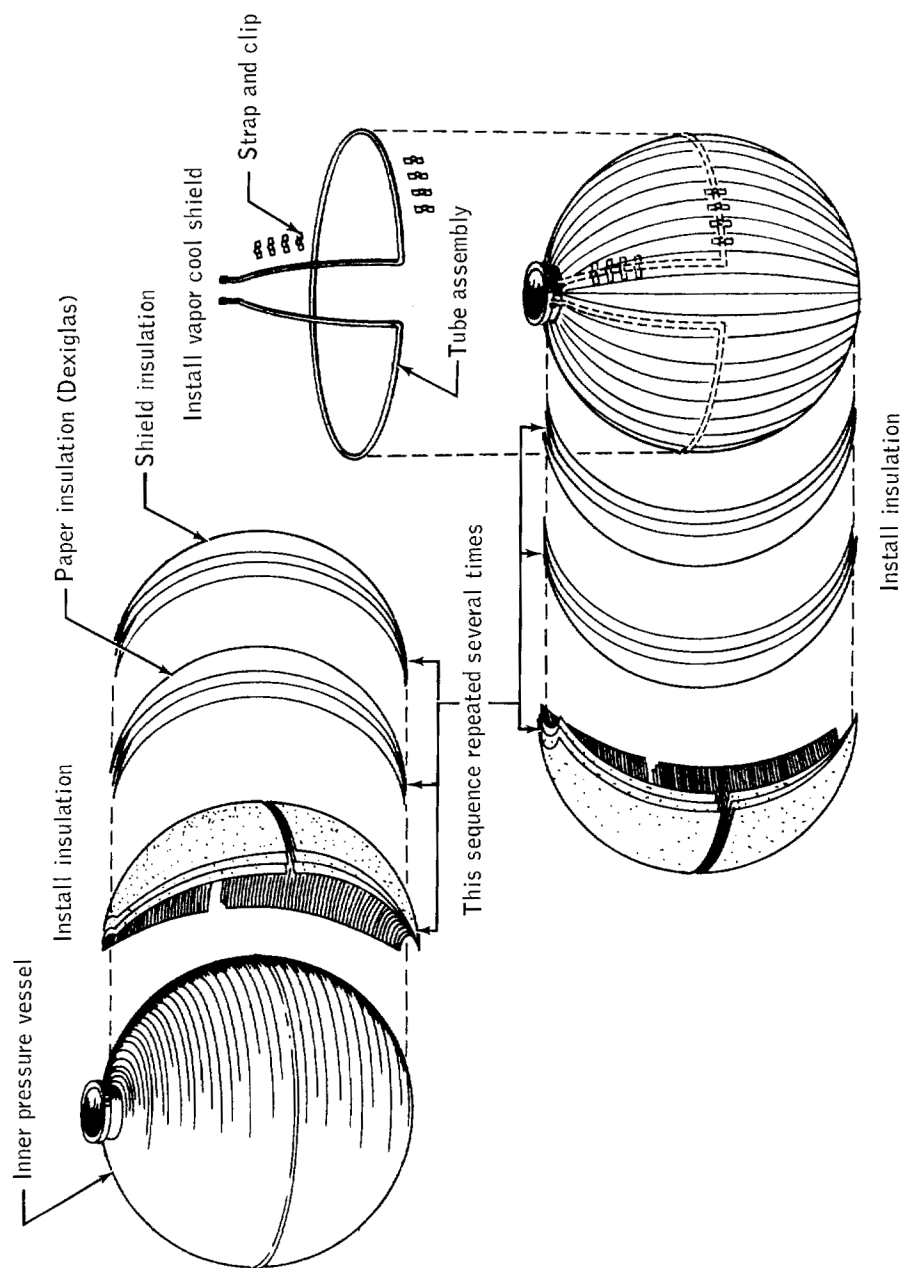 Inner pressure vessel
Install insulation
Paper insulation (Dexiglas)
Shield insulation
Install vapor cool shield
Strap and clip
Tube assembly
This sequence repeated several times
Install insulation